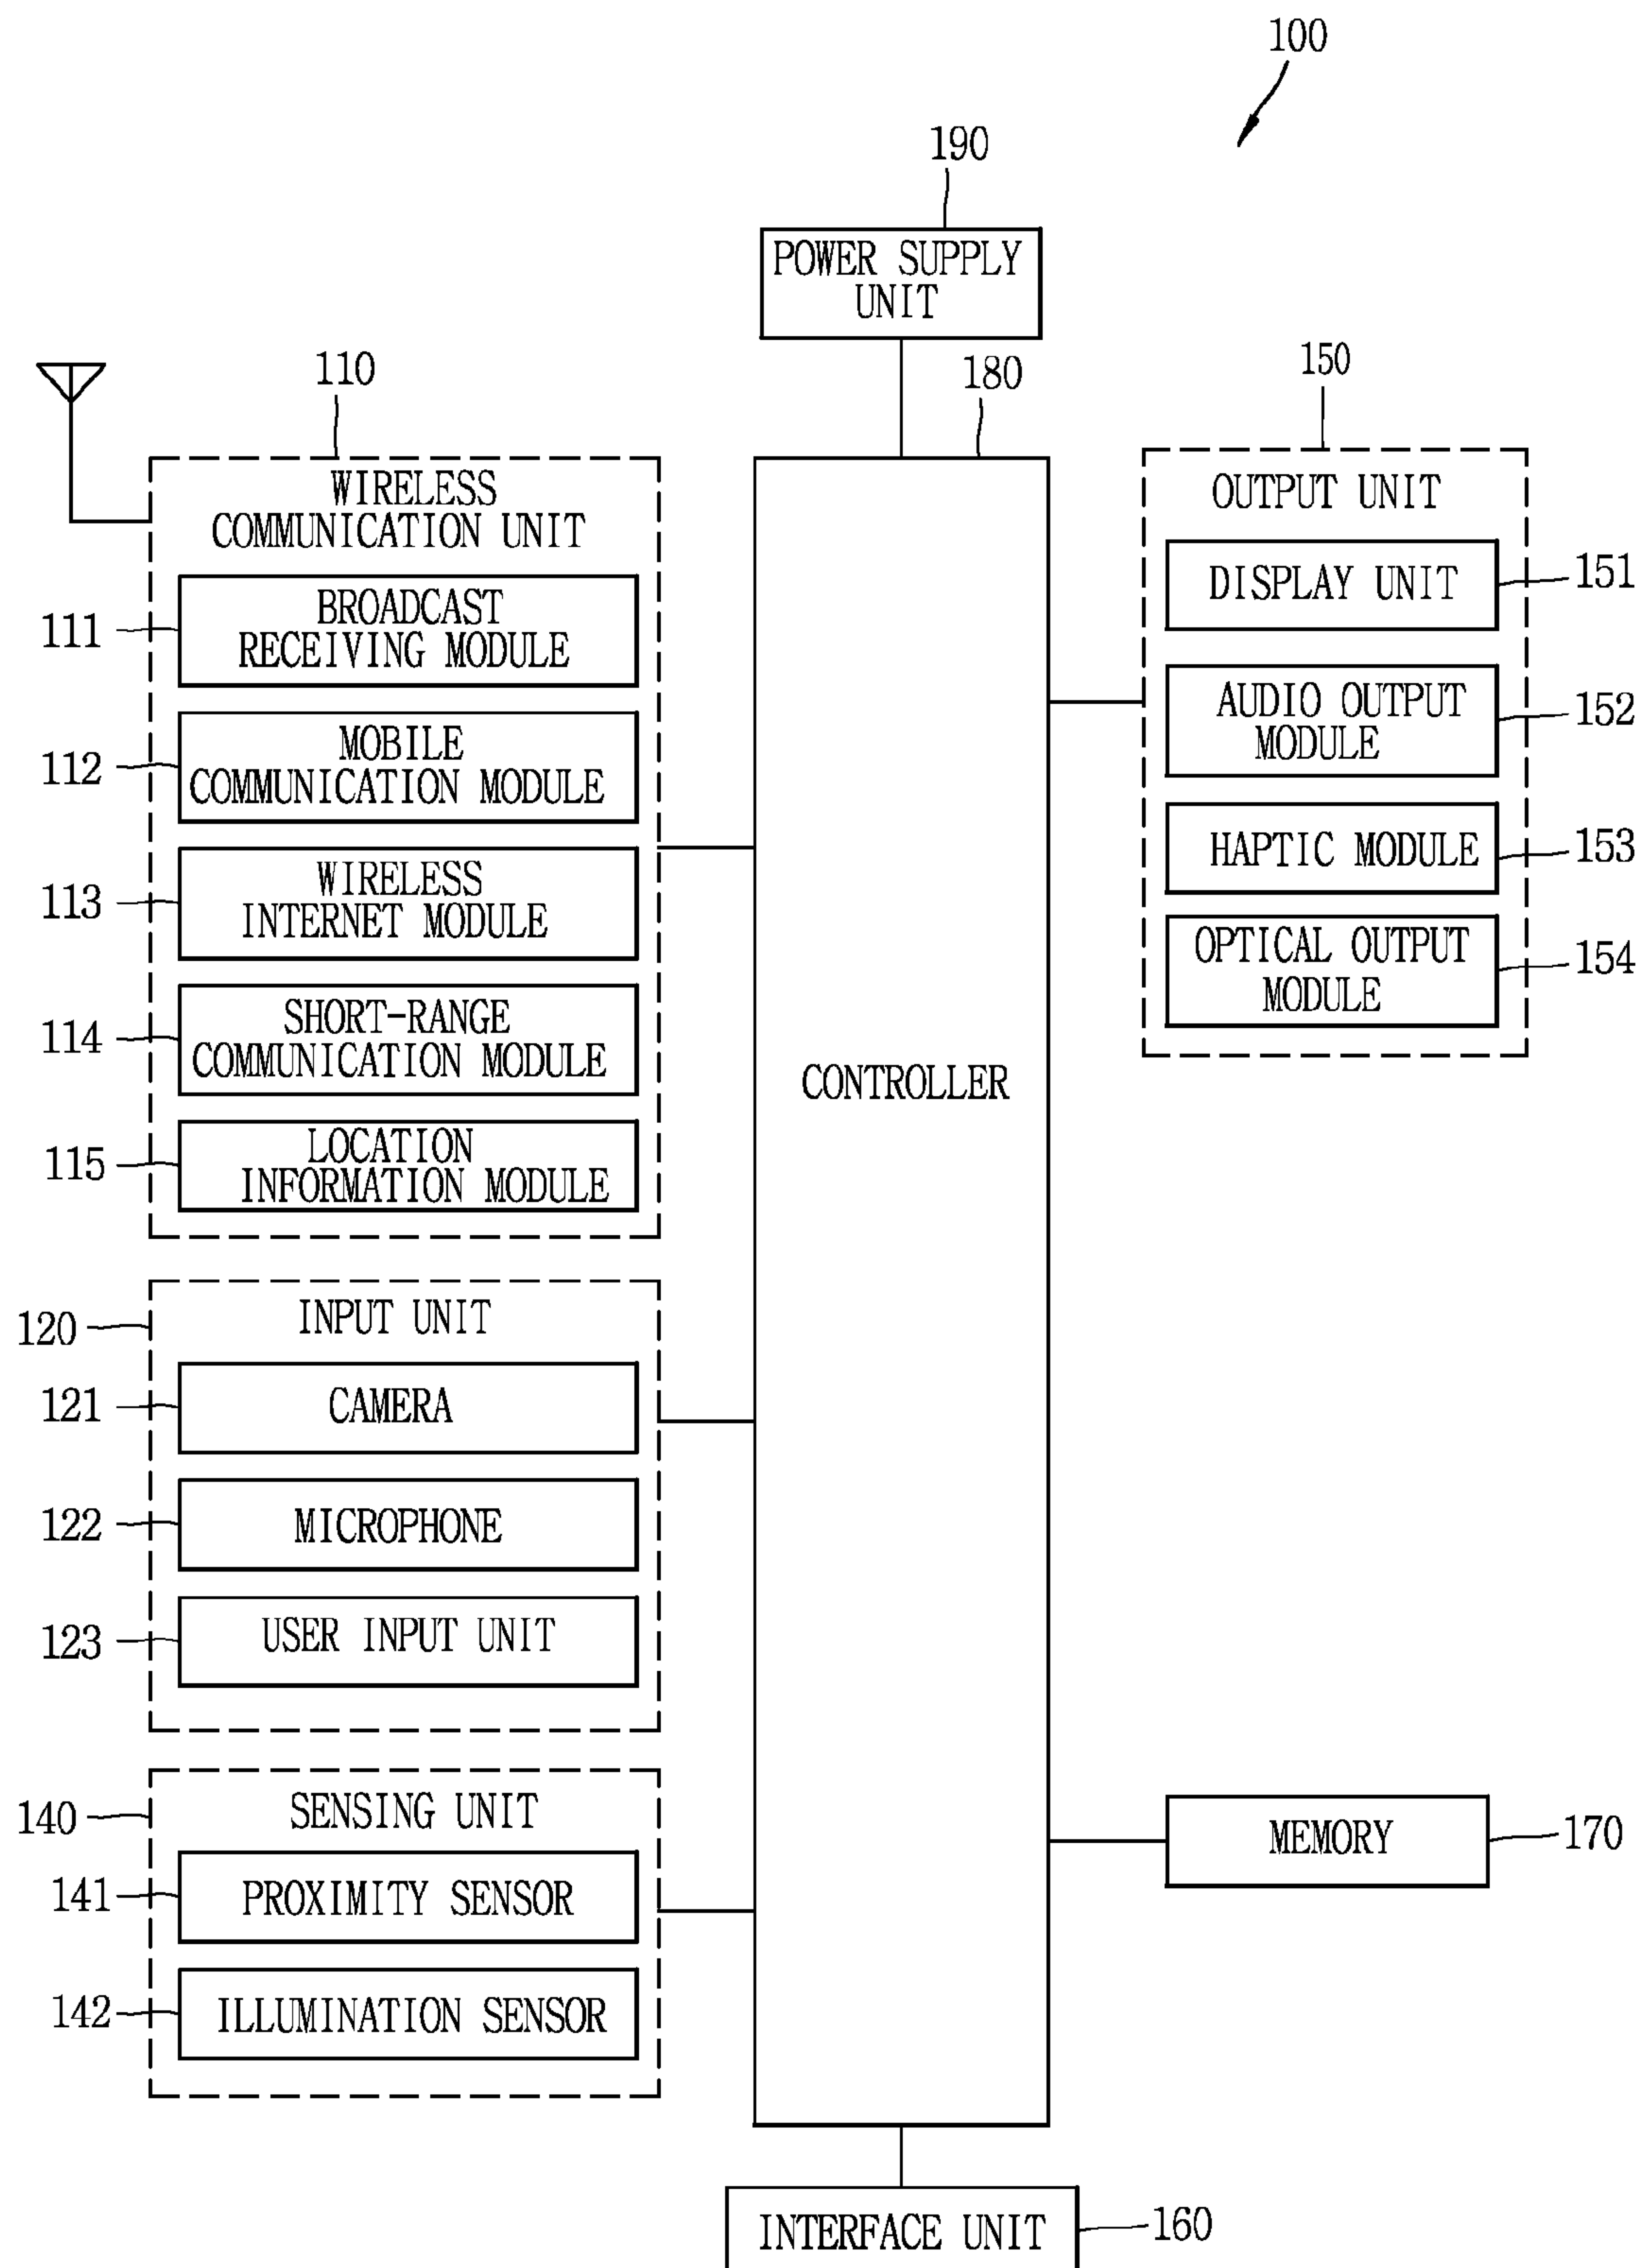 100
190
POWER SUPPLY
UNIT
110
180
150
WIRELESS
COMMUNICATION UNIT
111
BROADCAST
RECEIVING MODULE
112
MOBILE
COMMUNICATION MODULE
113
WIRELESS
INTERNET MODULE
114
SHORT-RANGE
COMMUNICATION MODULE
115
LOCATION
INFORMATION MODULE
120
INPUT UNIT
121
CAMERA
122
MICROPHONE
123
USER INPUT UNIT
140
SENSING UNIT
141
PROXIMITY SENSOR
142
ILLUMINATION SENSOR
CONTROLLER
OUTPUT UNIT
DISPLAY UNIT
151
AUDIO OUTPUT
MODULE
152
HAPTIC MODULE
153
OPTICAL OUTPUT
MODULE
154
MEMORY
170
INTERFACE UNIT
160